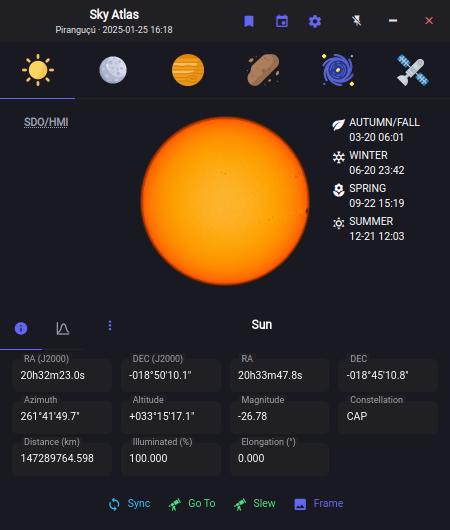 Sky Atlas
Piranguçú · 2025-01-25 16:18
SDO/HMI
AUTUMN/FALL
03-20 06:01
WINTER
06-20 23:42
SPRING
09-22 15:19
SUMMER
12-21 12:03
Sun
RA (J2000)
20h32m23.0s
DEC (J2000)
-018°50'10.1"
RA
20h33m47.8s
DEC
-018°45'10.8"
Azimuth
261°41'49.7"
Altitude
+033°15'17.1"
Magnitude
-26.78
Constellation
CAP
Distance (km)
147289764.598
Illuminated (%)
100.000
Elongation (°)
0.000
Sync
Go To
Slew
Frame